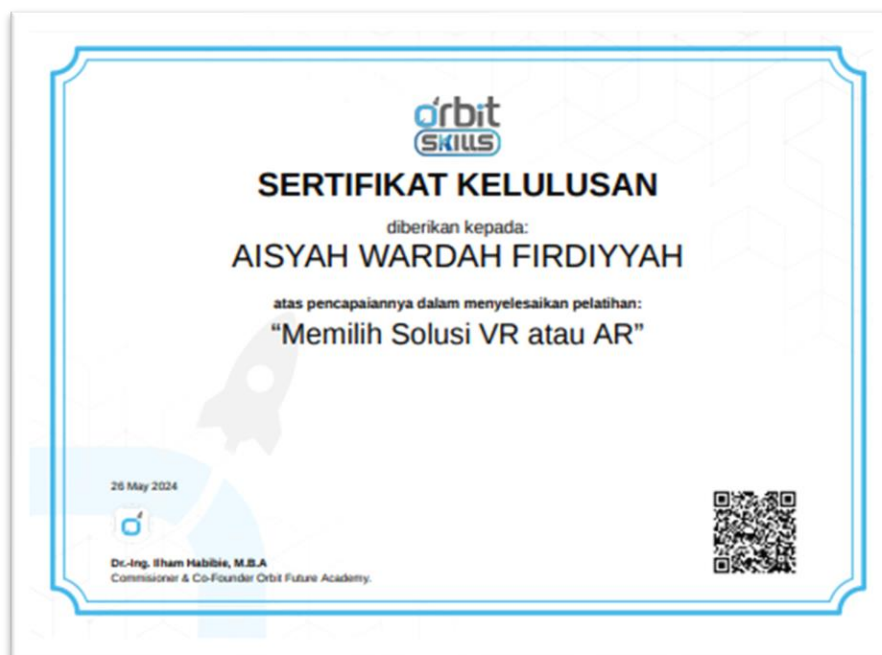 orbit
SKILLS
SERTIFIKAT KELULUSAN
diberikan kepada:
AISYAH WARDAH FIRDIYYAH
atas pencapaiannya dalam menyelesaikan pelatihan:
“Memilih Solusi VR atau AR”
26 May 2024
Dr.-Ing. Ilham Habibie, M.B.A
Commisioner & Co-Founder Orbit Future Academy.